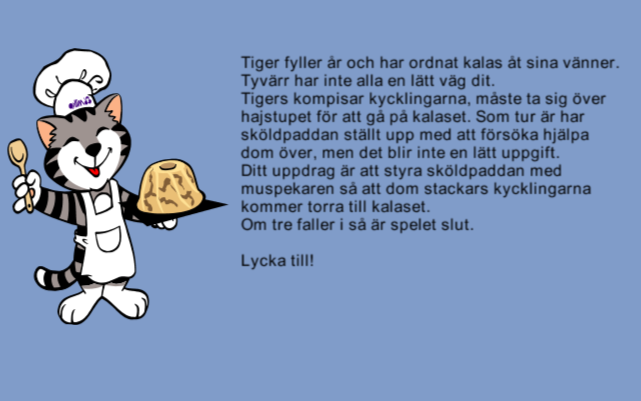 Tiger fyller år och har ordnat kalas åt sina vänner.
Tyvärr har inte alla en lätt väg dit.
Tigers kompisar kycklingarna, måste ta sig över
hajstupet för att gå på kalaset. Som tur är har
sköldpaddan ställt upp med att försöka hjälpa
dom över, men det blir inte en lätt uppgift.
Ditt uppdrag är att styra sköldpaddan med
muspekaren så att dom stackars kycklingarna
kommer torra till kalaset.
Om tre faller i så är spelet slut.
Lycka till!